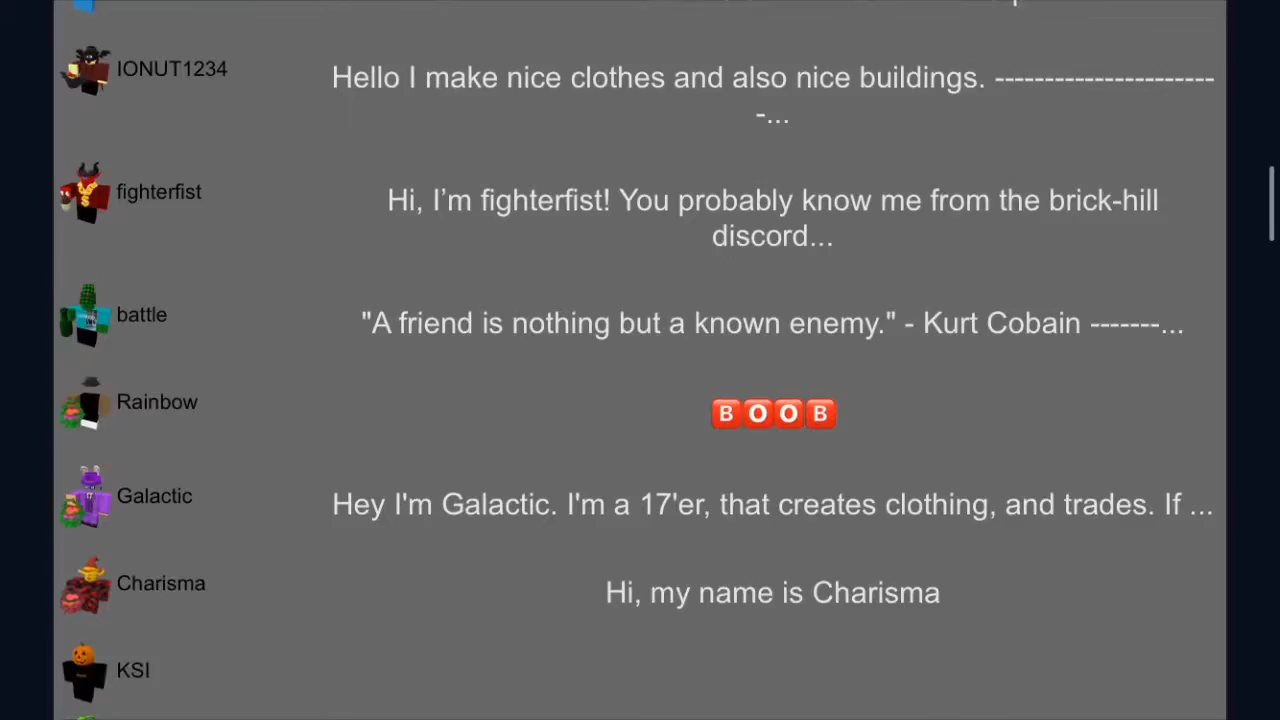 IONUT1234
Hello I make nice clothes and also nice buildings. ----------------------
-...
fighterfist
Hi, I’m fighterfist! You probably know me from the brick-hill
discord...
battle
"A friend is nothing but a known enemy." - Kurt Cobain -------...
Rainbow
🅱🅾🅾🅱
Galactic
Hey I'm Galactic. I'm a 17'er, that creates clothing, and trades. If ...
Charisma
Hi, my name is Charisma
KSI